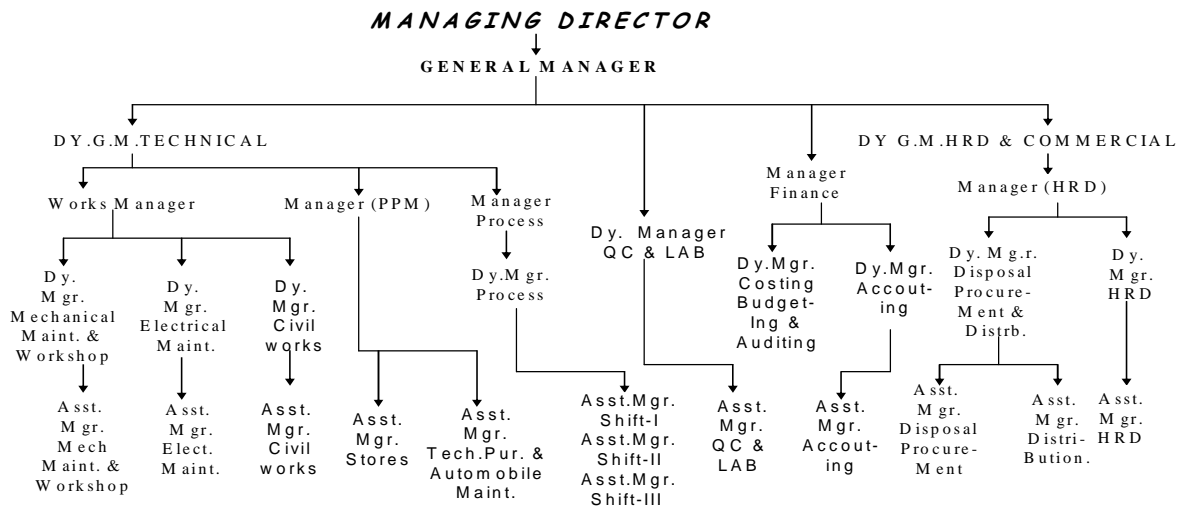 MANAGING DIRECTOR
GENERAL MANAGER
DY.G.M.TECHNICAL
DY G.M.HRD & COMMERCIAL
Works Manager
Manager (PPM)
Manager
Process
Dy. Manager
QC & LAB
Manager
Finance
Manager (HRD)
Dy.
Mgr.
Mechanical
Maint. &
Workshop
Dy.
Mgr.
Electrical
Maint.
Dy.
Mgr.
Civil
works
Dy.Mgr.
Process
Dy.Mgr.
Costing
Budget-
Ing &
Auditing
Dy.Mgr.
Accout-
ing
Dy. Mg.r.
Disposal
Procure-
Ment &
Distrb.
Dy.
Mgr.
HRD
Asst.
Mgr.
Mech
Maint. &
Workshop
Asst.
Mgr.
Elect.
Maint.
Asst.
Mgr.
Civil
works
Asst.
Mgr.
Stores
Asst.
Mgr.
Tech.Pur. &
Automobile
Maint.
Asst.Mgr.
Shift-I
Asst.Mgr.
Shift-II
Asst.Mgr.
Shift-III
Asst.
Mgr.
QC &
LAB
Asst.
Mgr.
Accout-
ing
Asst.
Mgr.
Disposal
Procure-
Ment
Asst.
Mgr.
Distri-
Bution.
Asst.
Mgr.
HRD